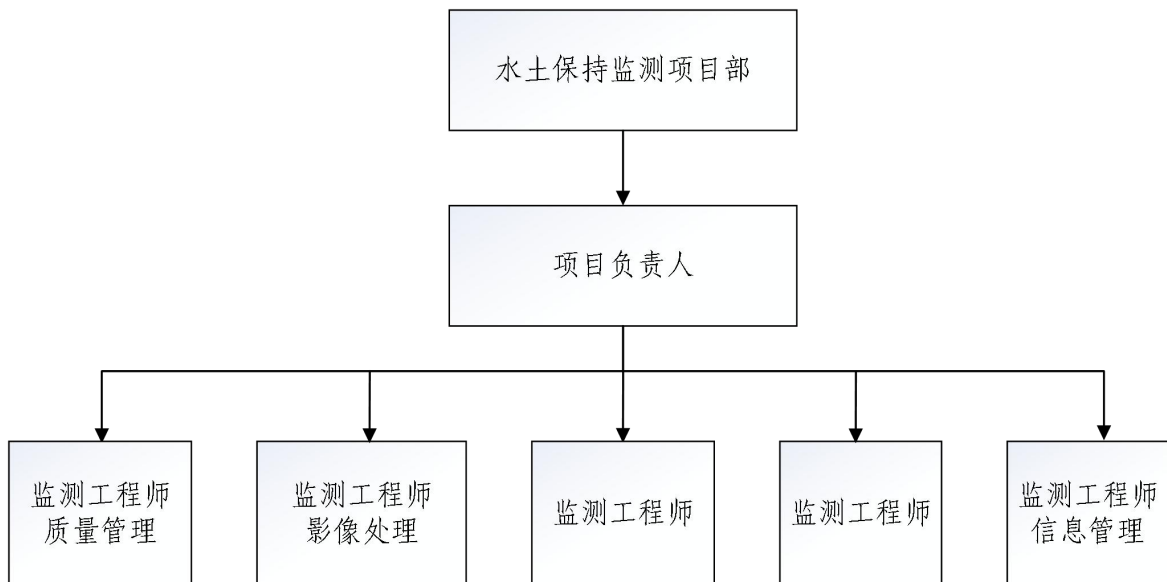 水土保持监测项目部
项目负责人
监测工程师
质量管理
监测工程师
影像处理
监测工程师
监测工程师
监测工程师
信息管理